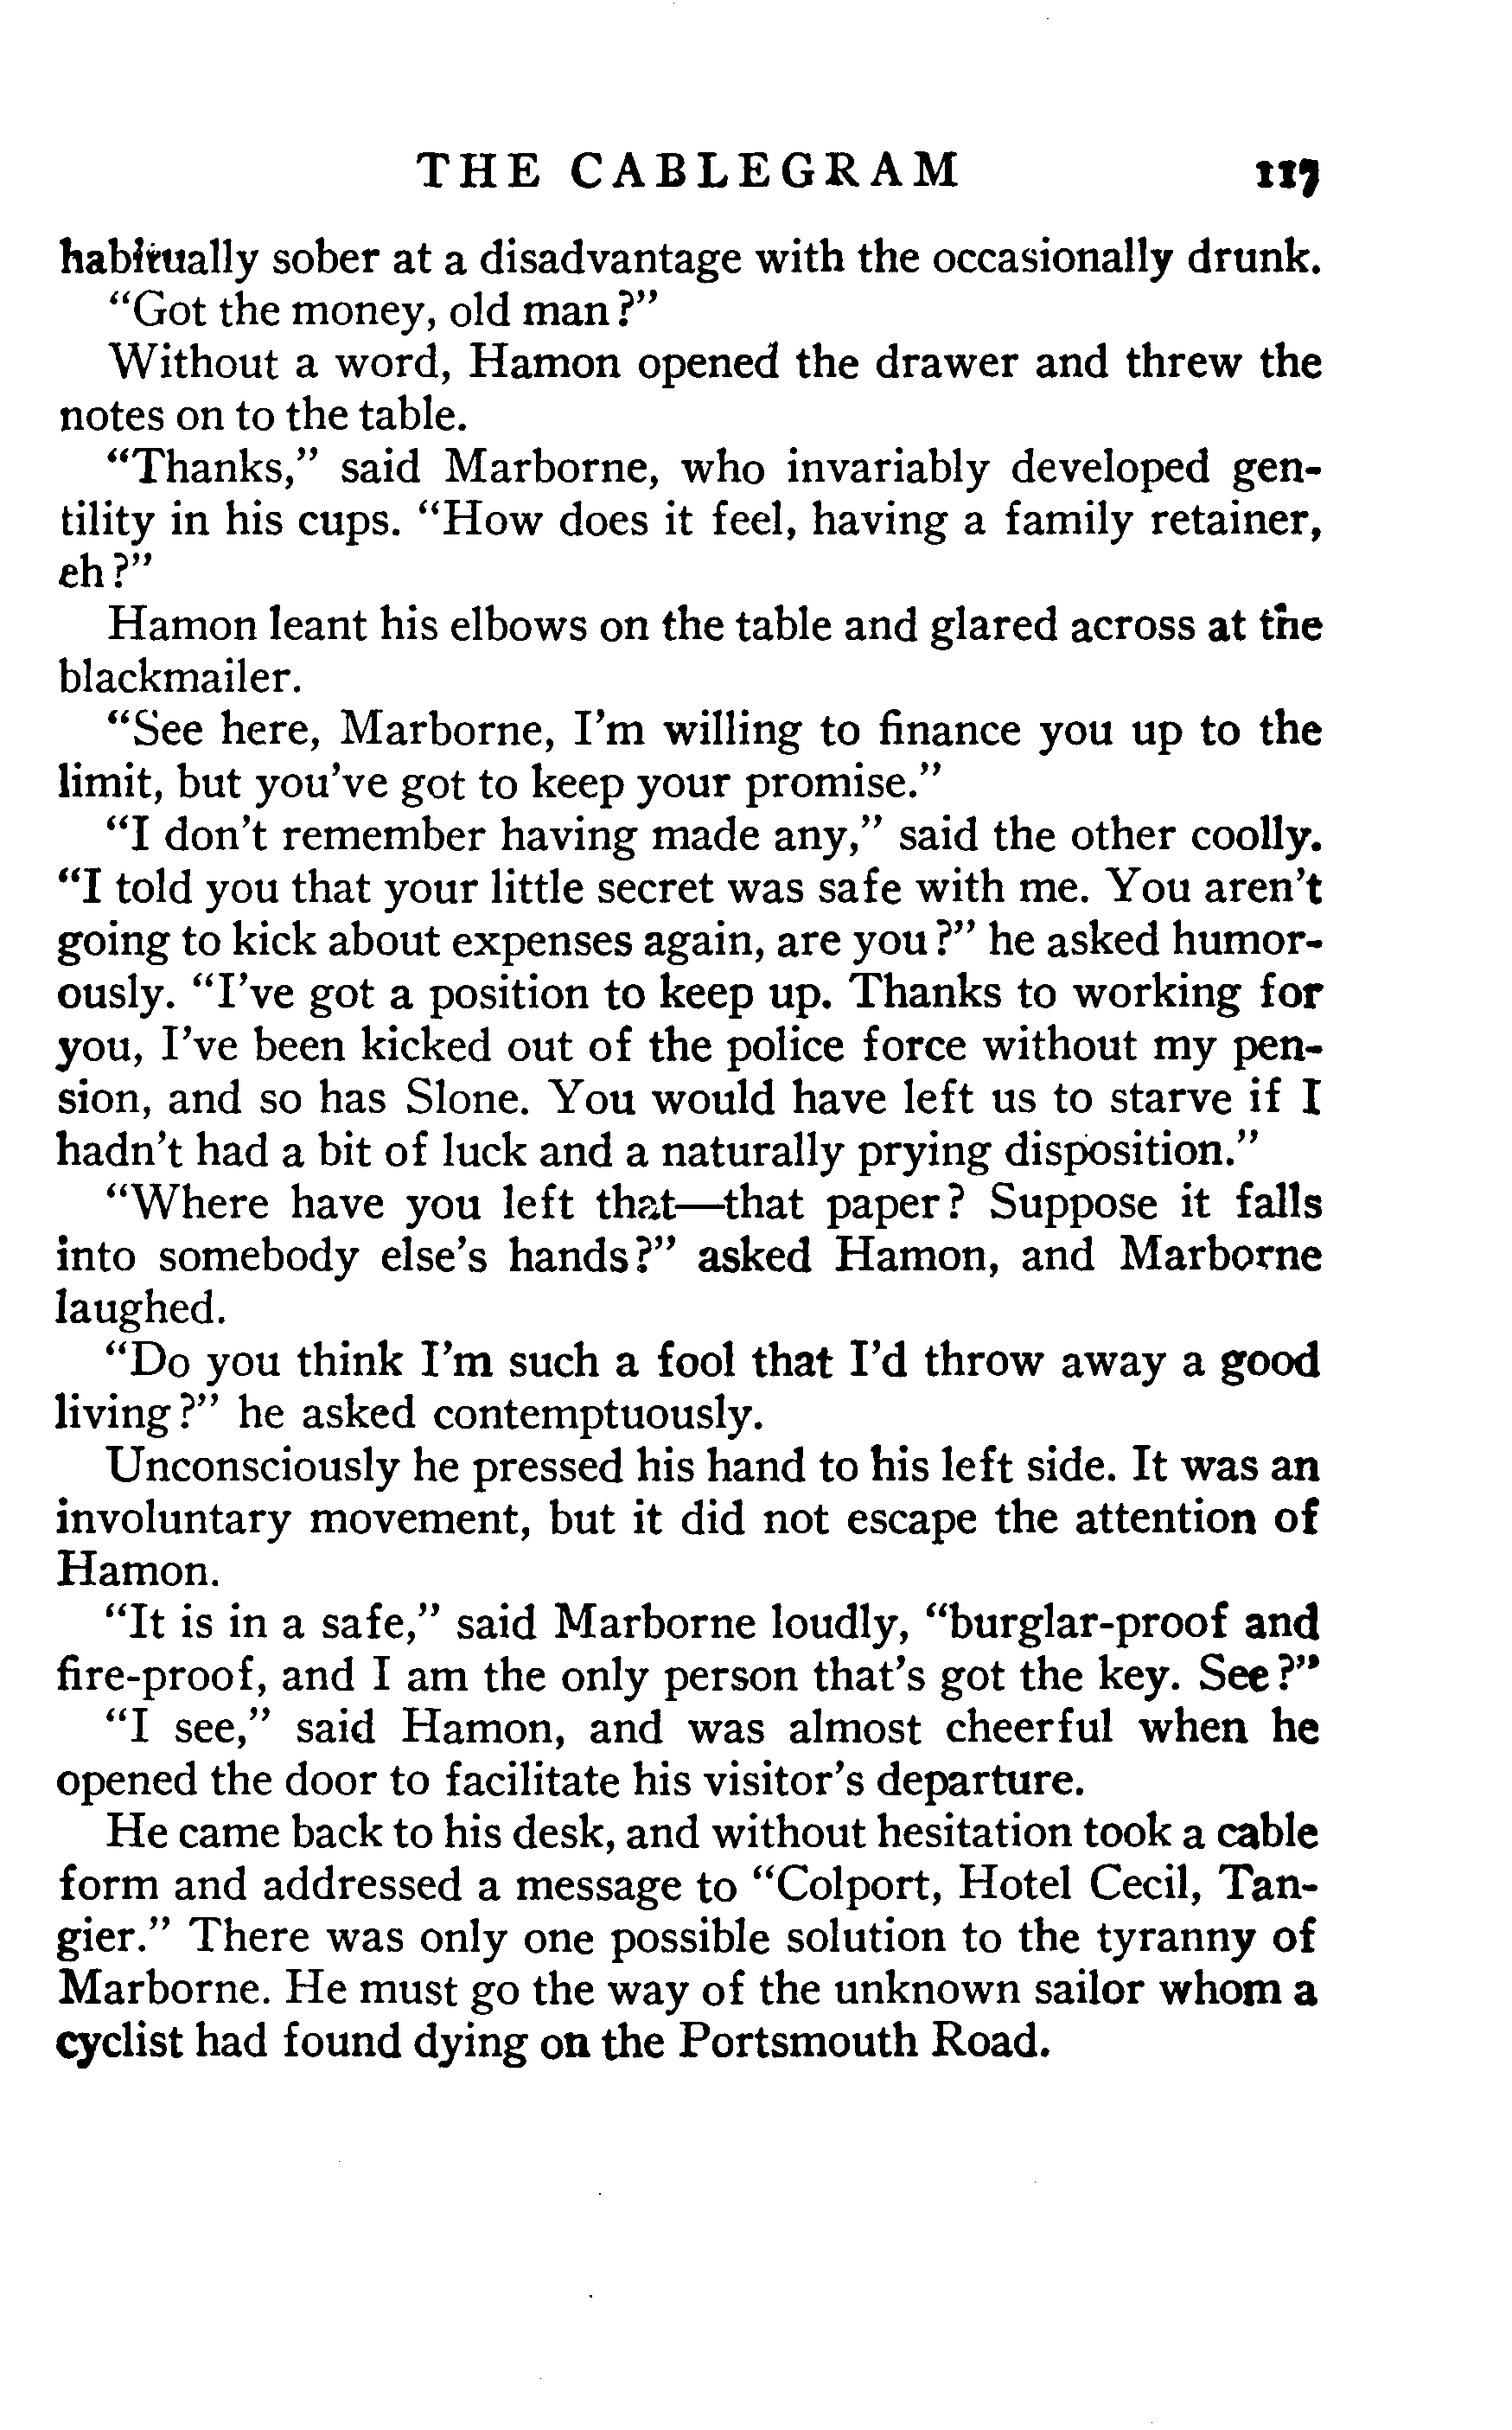 THE CABLEGRAM 117
habitually sober at a disadvantage with the occasionally drunk.
"Got the money, old man?"
Without a word, Hamon opened the drawer and threw the
notes on to the table.
"Thanks," said Marborne, who invariably developed gen-
tility in his cups. "How does it feel, having a family retainer,
eh?"
Hamon leant his elbows on the table and glared across at the
blackmailer.
"See here, Marborne, I'm willing to finance you up to the
limit, but you've got to keep your promise."
"I don't remember having made any," said the other coolly.
"I told you that your little secret was safe with me. You aren't
going to kick about expenses again, are you?" he asked humor-
ously. "I've got a position to keep up. Thanks to working for
you, I've been kicked out of the police force without my pen-
sion, and so has Slone. You would have left us to starve if I
hadn't had a bit of luck and a naturally prying disposition."
"Where have you left that—that paper? Suppose it falls
into somebody else's hands?" asked Hamon, and Marborne
laughed.
"Do you think I'm such a fool that I'd throw away a good
living?" he asked contemptuously.
Unconsciously he pressed his hand to his left side. It was an
involuntary movement, but it did not escape the attention of
Hamon.
"It is in a safe," said Marborne loudly, "burglar-proof and
fire-proof, and I am the only person that's got the key. See?"
"I see," said Hamon, and was almost cheerful when he
opened the door to facilitate his visitor's departure.
He came back to his desk, and without hesitation took a cable
form and addressed a message to "Colport, Hotel Cecil, Tan-
gier." There was only one possible solution to the tyranny of
Marborne. He must go the way of the unknown sailor whom a
cyclist had found dying on the Portsmouth Road.